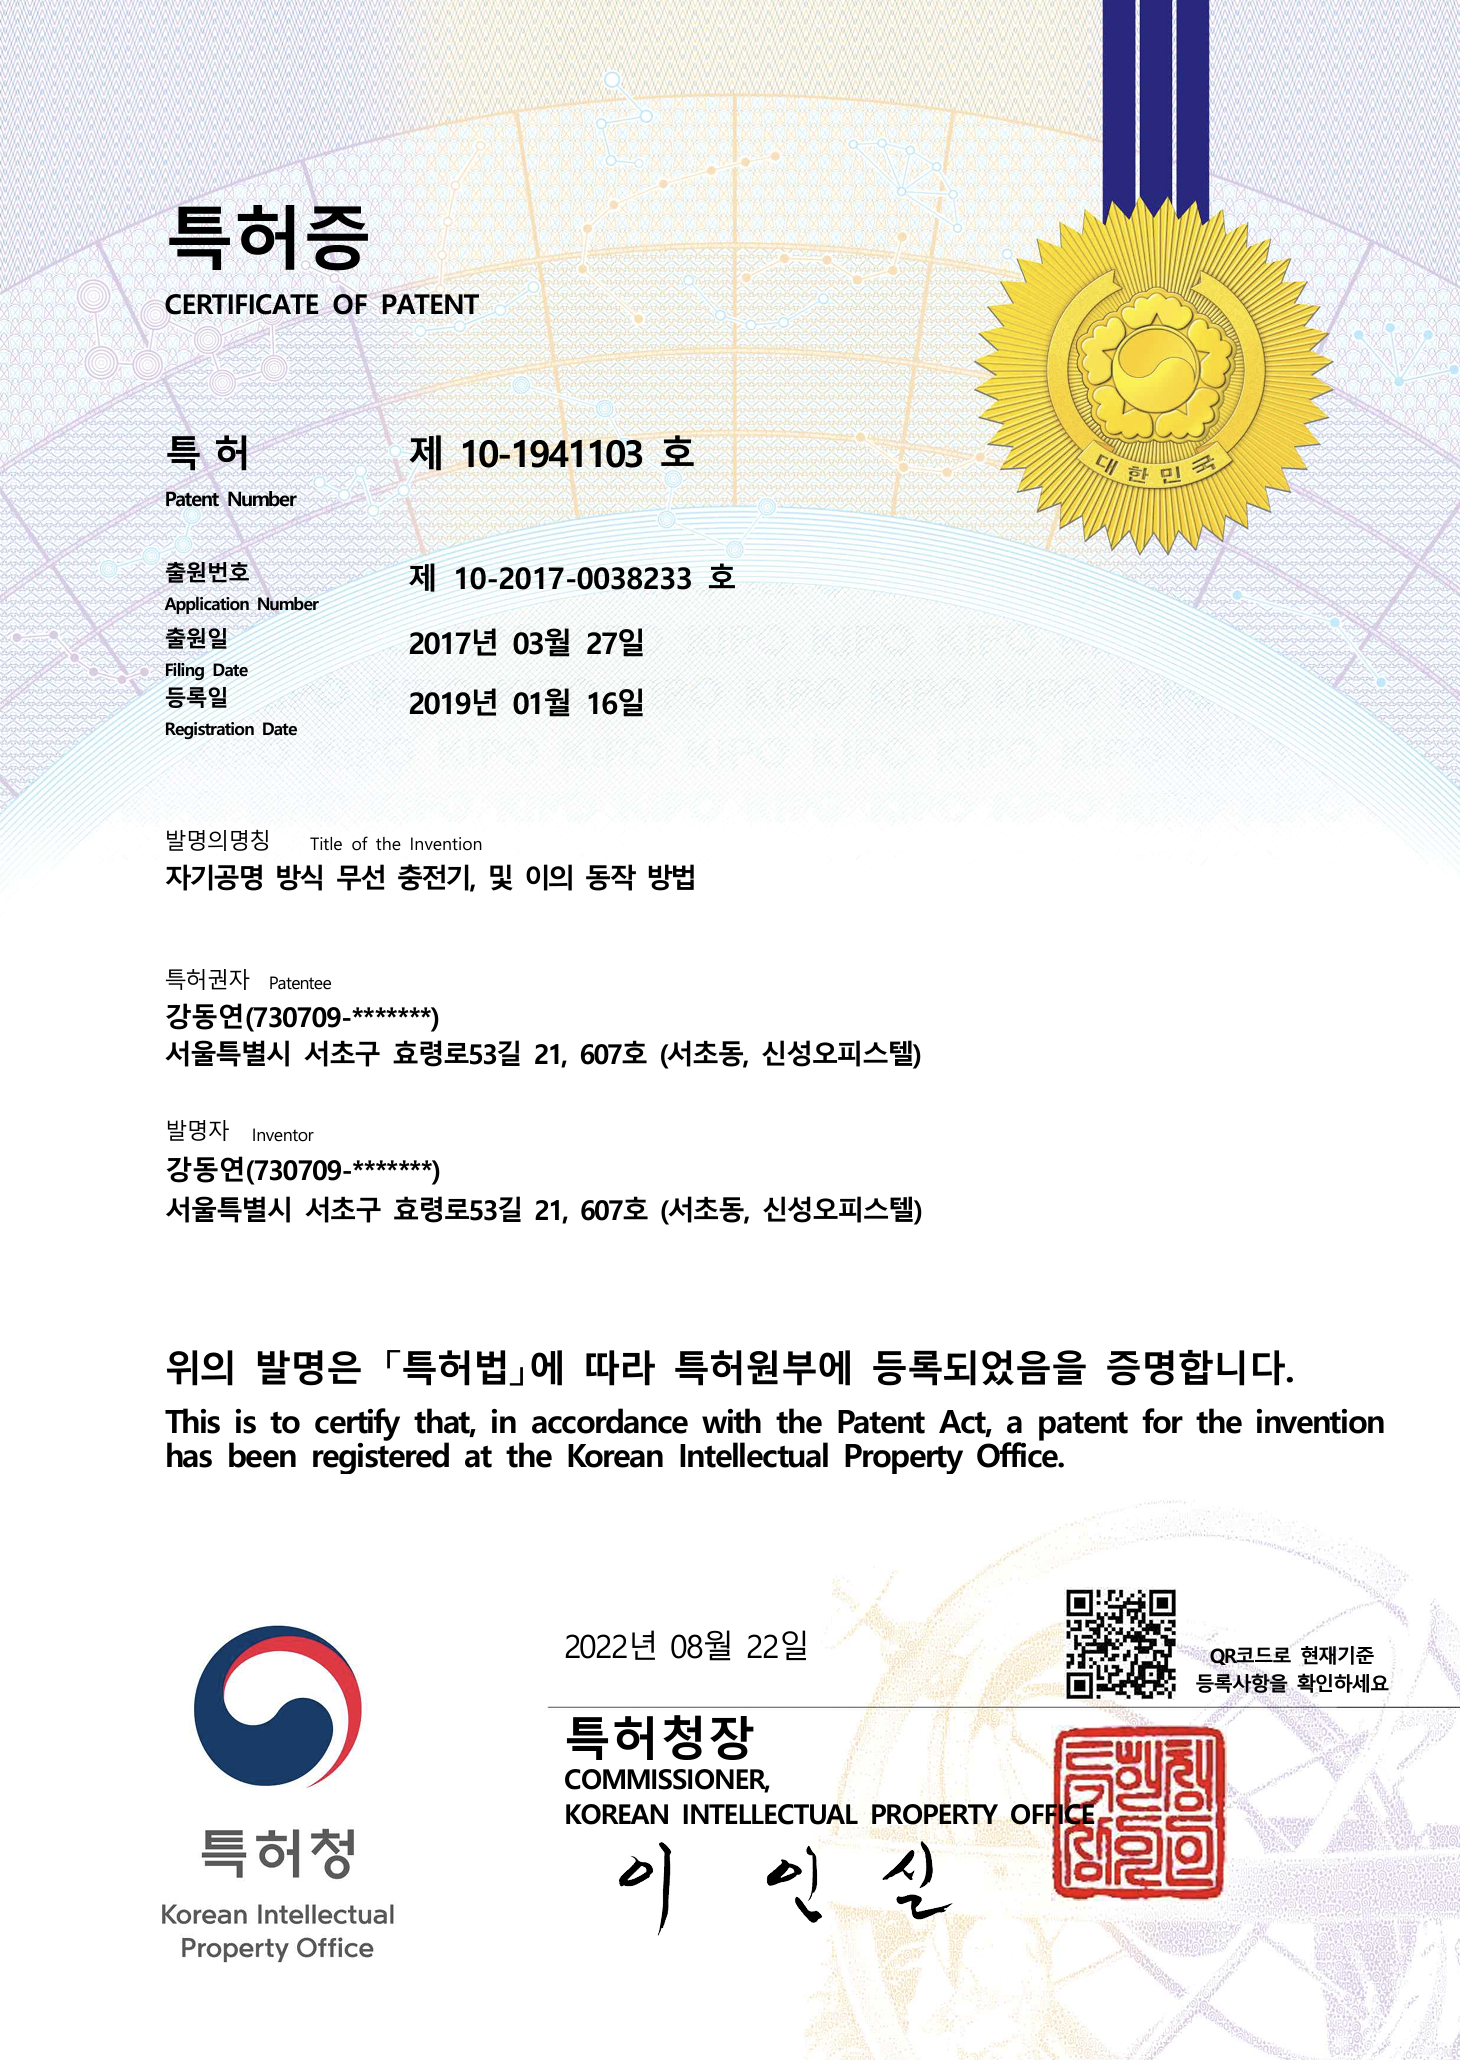 특허증
CERTIFICATE OF PATENT
대한민국
특 허 제 10-1941103 호
Patent Number
출원번호 제 10-2017-0038233 호
Application Number
출원일 2017년 03월 27일
Filing Date
등록일 2019년 01월 16일
Registration Date
발명의명칭 Title of the Invention
자기공명 방식 무선 충전기, 및 이의 동작 방법
특허권자 Patentee
강동연(730709-*******)
서울특별시 서초구 효령로53길 21, 607호 (서초동, 신성오피스텔)
발명자 Inventor
강동연(730709-*******)
서울특별시 서초구 효령로53길 21, 607호 (서초동, 신성오피스텔)
위의 발명은 「특허법」에 따라 특허원부에 등록되었음을 증명합니다.
This is to certify that, in accordance with the Patent Act, a patent for the invention
has been registered at the Korean Intellectual Property Office.
2022년 08월 22일
QR코드로 현재기준
등록사항을 확인하세요
특허청장
COMMISSIONER,
KOREAN INTELLECTUAL PROPERTY OFFICE
이 인 실
특허청
Korean Intellectual
Property Office